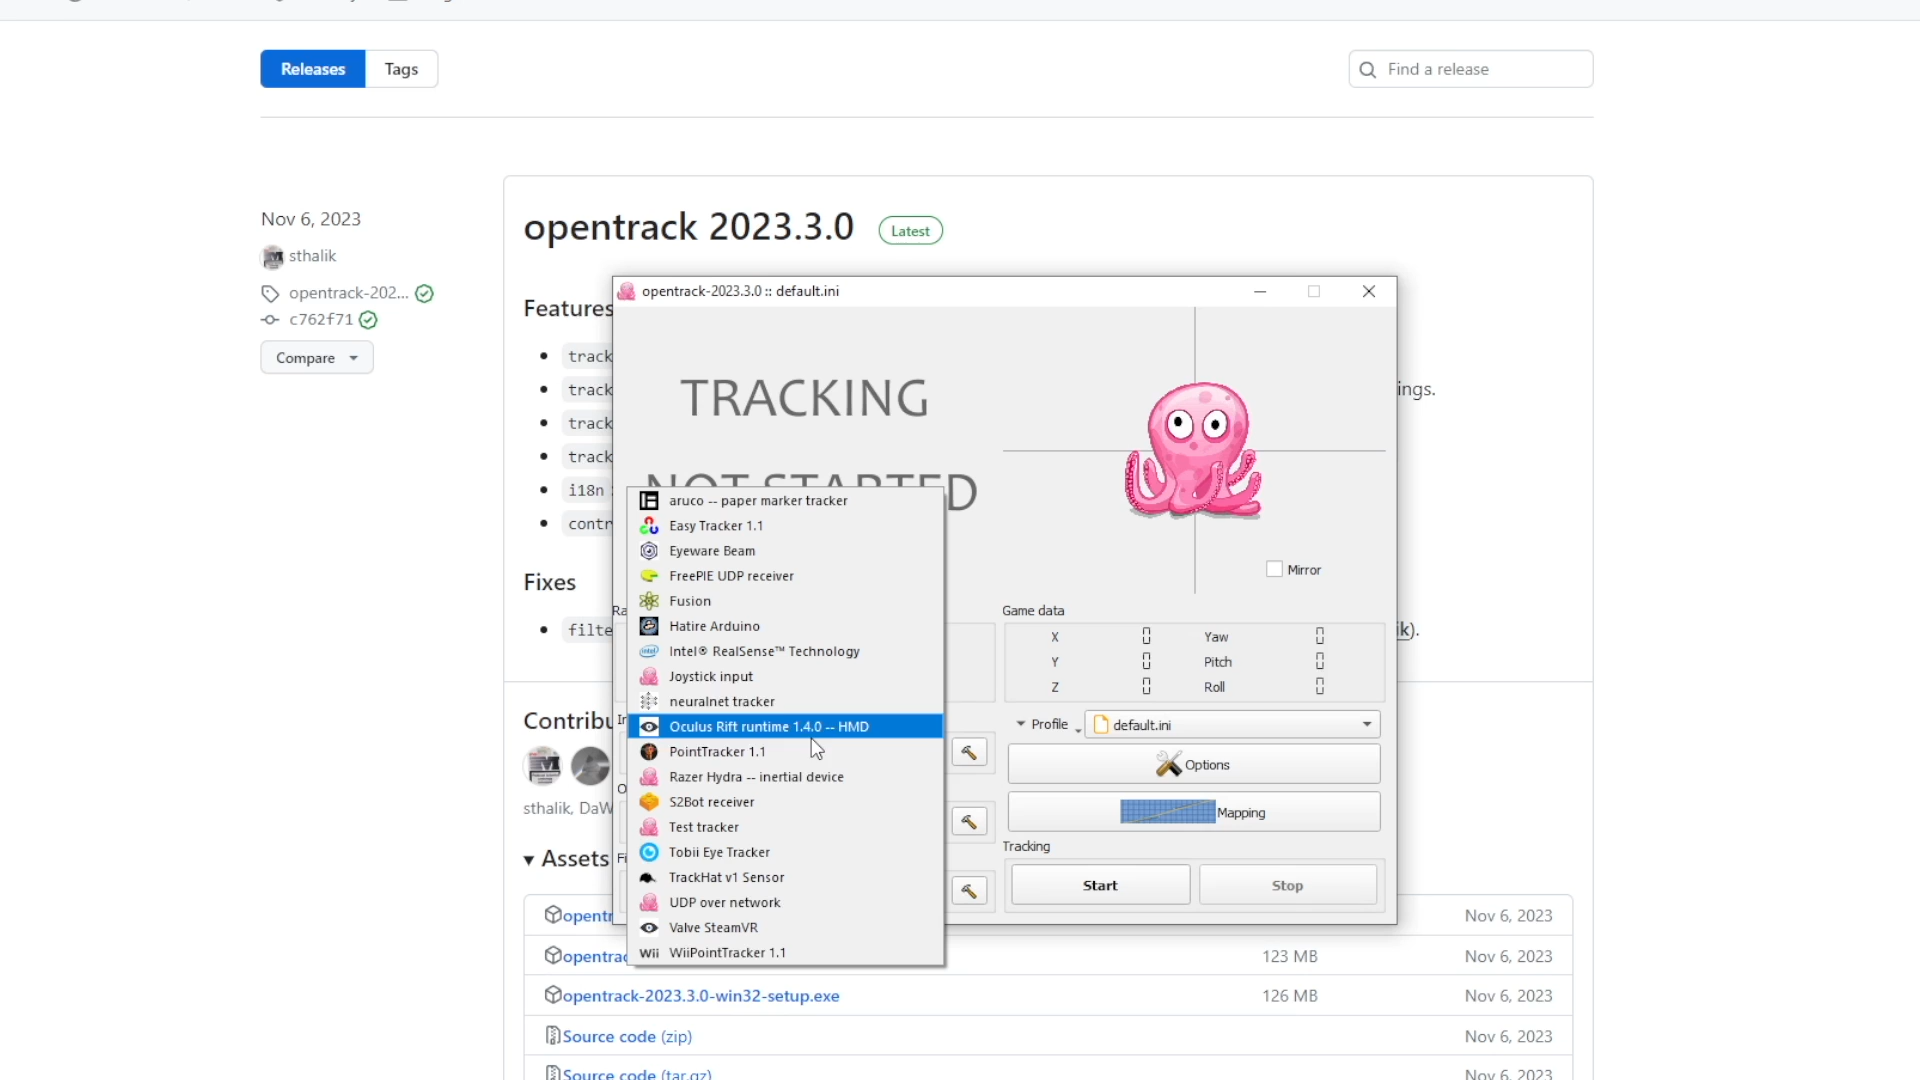 Releases
Tags
Find a release
Nov 6, 2023
sthalik
opentrack-202...
c762f71
Compare
opentrack 2023.3.0
Latest
Features
track
track
ings.
track
track
i18n
contr
Fixes
filte
ik).
Contribu
sthalik, DaW
Assets
opentr
Nov 6, 2023
opentrac
123 MB
Nov 6, 2023
opentrack-2023.3.0-win32-setup.exe
126 MB
Nov 6, 2023
Source code (zip)
Nov 6, 2023
Source code (tar.gz)
Nov 6, 2023
opentrack-2023.3.0 :: default.ini
TRACKING
NOT STARTED
Mirror
Ra
Game data
X
Yaw
Y
Pitch
Z
Roll
In
Profile
default.ini
Options
O
Mapping
Tracking
Fi
Start
Stop
aruco -- paper marker tracker
Easy Tracker 1.1
Eyeware Beam
FreePIE UDP receiver
Fusion
Hatire Arduino
intel Intel® RealSense™ Technology
Joystick input
neuralnet tracker
Oculus Rift runtime 1.4.0 -- HMD
PointTracker 1.1
Razer Hydra -- inertial device
S2Bot receiver
Test tracker
Tobii Eye Tracker
TrackHat v1 Sensor
UDP over network
Valve SteamVR
Wii WiiPointTracker 1.1